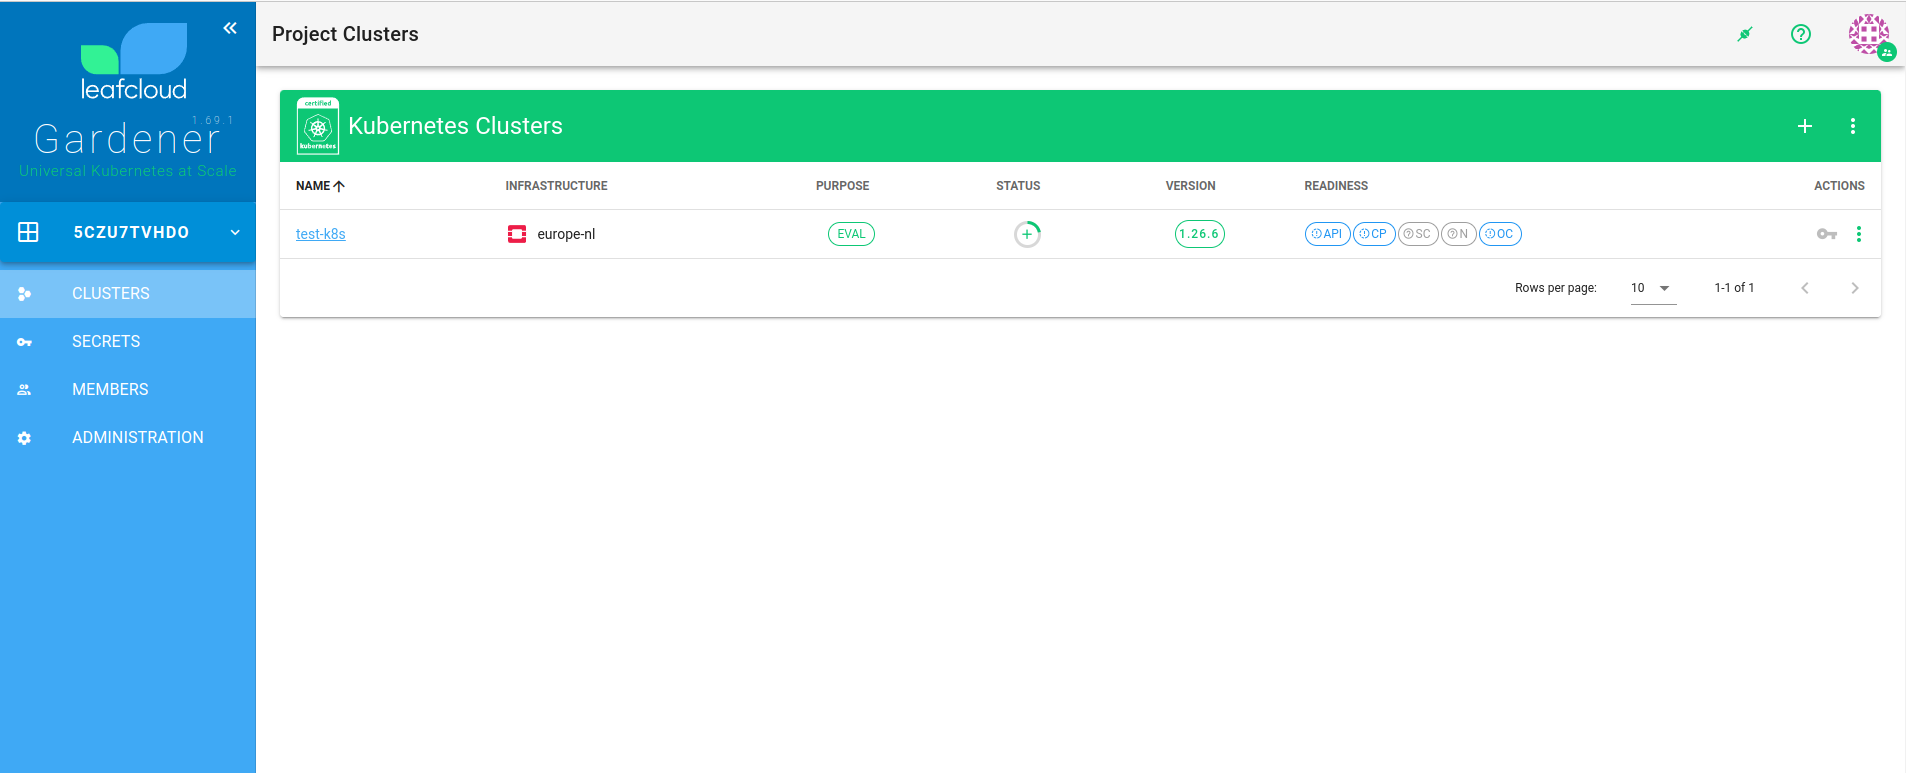 leafcloud
1.69.1
Gardener
Universal Kubernetes at Scale
5CZU7TVHDO
CLUSTERS
SECRETS
MEMBERS
ADMINISTRATION
Project Clusters
certified
kubernetes
Kubernetes Clusters
NAME INFRASTRUCTURE PURPOSE STATUS VERSION READINESS ACTIONS
test-k8s europe-nl EVAL 1.26.6 API CP SC N OC
Rows per page: 10 1-1 of 1